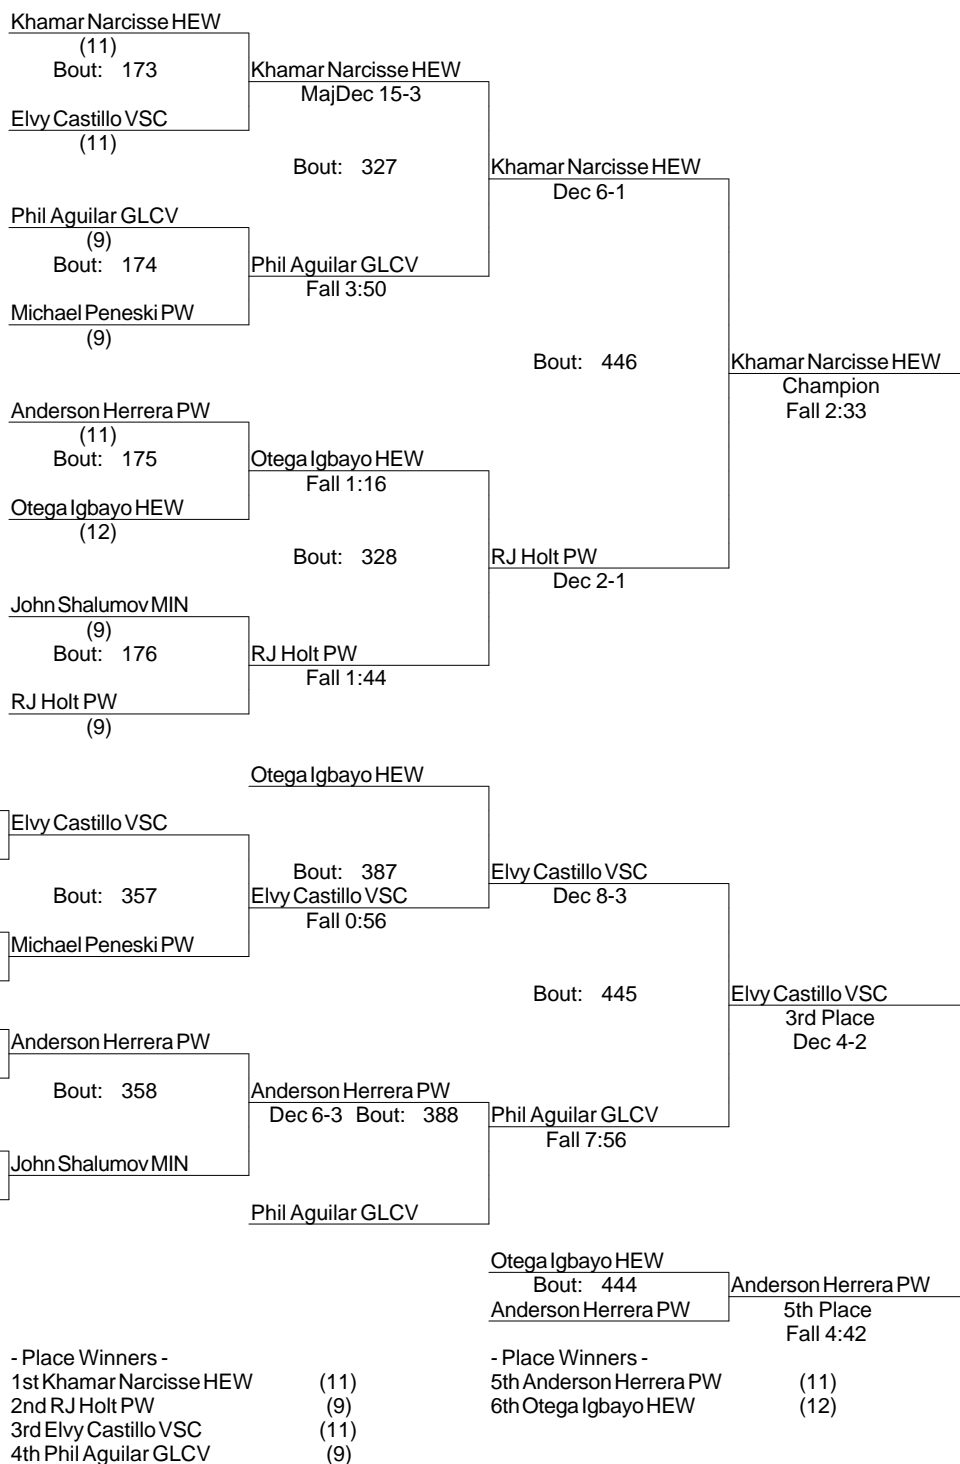 Khamar Narcisse HEW
(11)
Bout: 173
Khamar Narcisse HEW
MajDec 15-3
Elvy Castillo VSC
(11)
Bout: 327
Khamar Narcisse HEW
Dec 6-1
Phil Aguilar GLCV
(9)
Bout: 174
Phil Aguilar GLCV
Fall 3:50
Michael Peneski PW
(9)
Bout: 446
Khamar Narcisse HEW
Champion
Fall 2:33
Anderson Herrera PW
(11)
Bout: 175
Otega Igbayo HEW
Fall 1:16
Otega Igbayo HEW
(12)
Bout: 328
RJ Holt PW
Dec 2-1
John Shalumov MIN
(9)
Bout: 176
RJ Holt PW
Fall 1:44
RJ Holt PW
(9)
Otega Igbayo HEW
Elvy Castillo VSC
Bout: 387
Elvy Castillo VSC
Dec 8-3
Bout: 357
Elvy Castillo VSC
Fall 0:56
Michael Peneski PW
Bout: 445
Elvy Castillo VSC
3rd Place
Dec 4-2
Anderson Herrera PW
Bout: 358
Anderson Herrera PW
Dec 6-3 Bout: 388
Phil Aguilar GLCV
Fall 7:56
John Shalumov MIN
Phil Aguilar GLCV
Otega Igbayo HEW
Bout: 444
Anderson Herrera PW
Anderson Herrera PW
5th Place
Fall 4:42
- Place Winners -
1st Khamar Narcisse HEW (11)
2nd RJ Holt PW (9)
3rd Elvy Castillo VSC (11)
4th Phil Aguilar GLCV (9)
- Place Winners -
5th Anderson Herrera PW (11)
6th Otega Igbayo HEW (12)